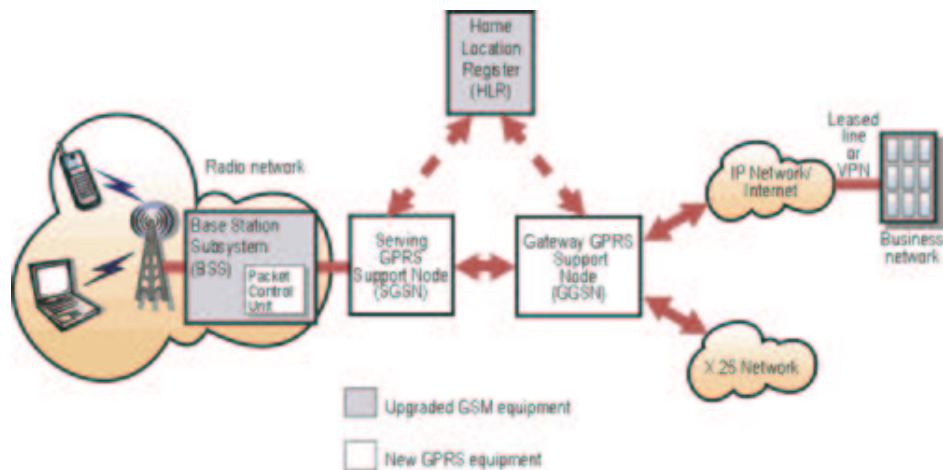 Home
Location
Register
(HLR)
Radio network
Base Station
Subsystem
(BSS)
Packet
Control
Unit
Serving
GPRS
Support Node
(SGSN)
Gateway GPRS
Support
Node
(GGSN)
IP Network/
Internet
Leased
line or
VPN
Business
network
X.25 Network
Upgraded GSM equipment
New GPRS equipment